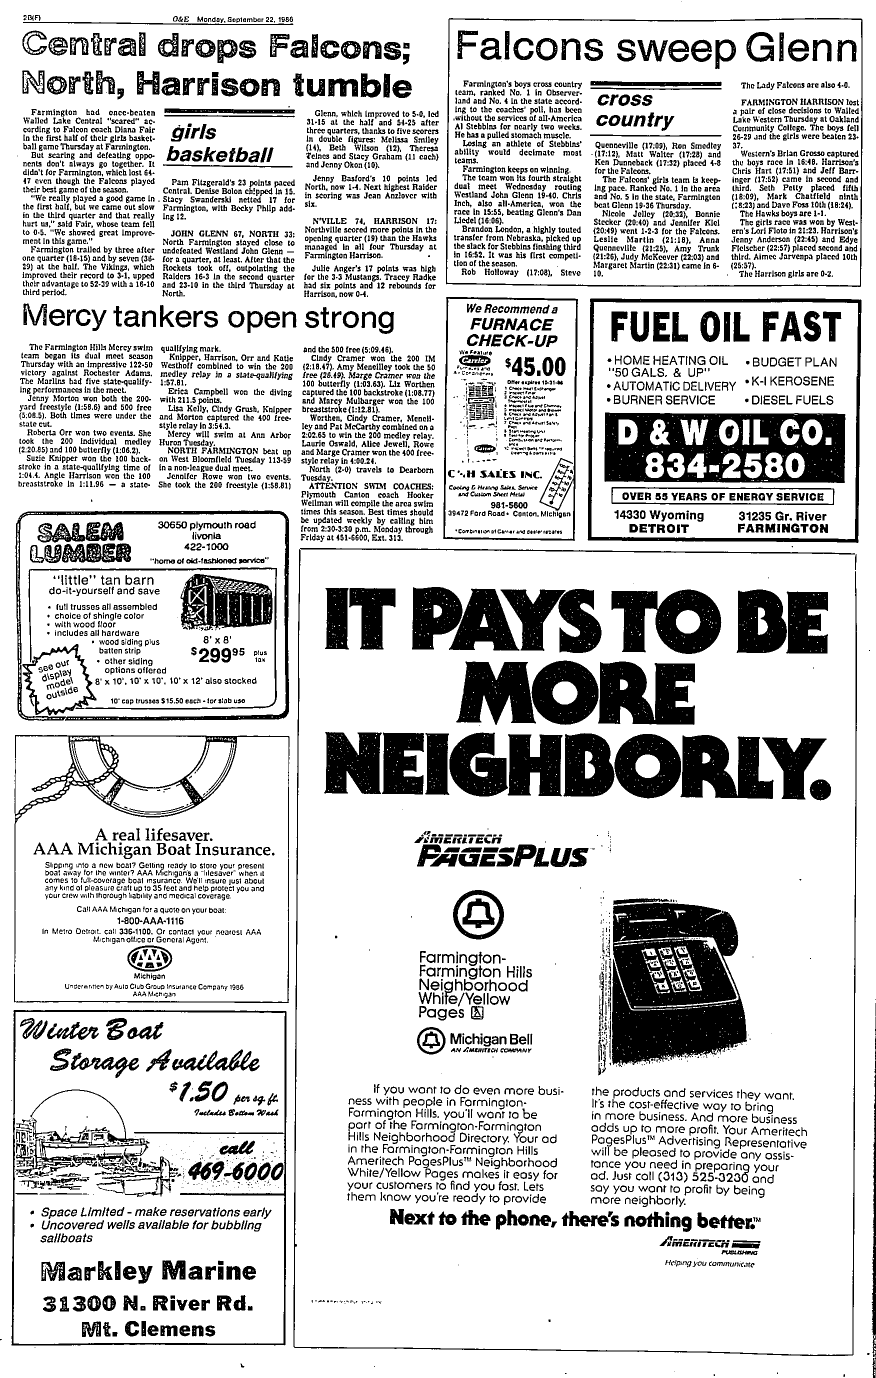 2B(F)
O&E Monday, September 22, 1986
Central drops Falcons;
North, Harrison tumble
Farmington had once-beaten
Walled Lake Central "scared" ac-
cording to Falcon coach Diana Fair
in the first half of their girls basket-
ball game Thursday at Farmington.
But scaring and defeating oppo-
nents don't always go together. It
didn't for Farmington, which lost 64-
47 even though the Falcons played
their best game of the season.
"We really played a good game in
the first half, but we came out slow
in the third quarter and that really
hurt us," said Fair, whose team fell
to 0-5. "We showed great improve-
ment in this game."
Farmington trailed by three after
one quarter (18-15) and by seven (36-
29) at the half. The Vikings, which
improved their record to 3-1, upped
their advantage to 52-39 with a 16-10
third period.
girls
basketball
Pam Fitzgerald's 23 points paced
Central. Denise Bolon chipped in 15.
Stacy Swanderski netted 17 for
Farmington, with Becky Philp add-
ing 12.
JOHN GLENN 67, NORTH 33:
North Farmington stayed close to
undefeated Westland John Glenn —
for a quarter, at least. After that the
Rockets took off, outpolating the
Raiders 16-3 in the second quarter
and 23-10 in the third Thursday at
North.
Glenn, which improved to 5-0, led
31-15 at the half and 54-25 after
three quarters, thanks to five scorers
in double figures: Melissa Smiley
(14), Beth Wilson (12), Theresa
Teines and Stacy Graham (11 each)
and Jenny Okon (10).
Jenny Basford's 10 points led
North, now 1-4. Next highest Raider
in scoring was Jean Anzlover with
six.
N'VILLE 74, HARRISON 17:
Northville scored more points in the
opening quarter (19) than the Hawks
managed in all four Thursday at
Farmington Harrison.
Julie Anger's 17 points was high
for the 3-3 Mustangs. Tracey Radke
had six points and 12 rebounds for
Harrison, now 0-4.
Falcons sweep Glenn
Farmington's boys cross country
team, ranked No. 1 in Observer-
land and No. 4 in the state accord-
ing to the coaches' poll, has been
without the services of all-America
Al Stebbins for nearly two weeks.
He has a pulled stomach muscle.
Losing an athlete of Stebbins'
ability would decimate most
teams.
Farmington keeps on winning.
The team won its fourth straight
dual meet Wednesday routing
Westland John Glenn 19-40. Chris
Inch, also all-America, won the
race in 15:55, beating Glenn's Dan
Liedel (16:06).
Brandon London, a highly touted
transfer from Nebraska, picked up
the slack for Stebbins finshing third
in 16:52. It was his first competi-
tion of the season.
Rob Holloway (17:08), Steve
cross
country
Quenneville (17:09), Ron Smedley
(17:12), Matt Walter (17:28) and
Ken Dunneback (17:32) placed 4-8
for the Falcons.
The Falcons' girls team is keep-
ing pace. Ranked No. 1 in the area
and No. 5 in the state, Farmington
beat Glenn 19-36 Thursday.
Nicole Jelley (20:32), Bonnie
Stecker (20:40) and Jennifer Kiel
(20:49) went 1-2-3 for the Falcons.
Leslie Martin (21:18), Anna
Quenneville (21:25), Amy Trunk
(21:26), Judy McKeever (22:03) and
Margaret Martin (22:31) came in 6-
10.
The Lady Falcons are also 4-0.
FARMINGTON HARRISON lost
a pair of close decisions to Walled
Lake Western Thursday at Oakland
Community College. The boys fell
26-29 and the girls were beaten 23-
37.
Western's Brian Grosso captured
the boys race in 16:48. Harrison's
Chris Hart (17:51) and Jeff Barr-
inger (17:52) came in second and
third. Seth Petty placed fifth
(18:09), Mark Chatfield ninth
(18:23) and Dave Foss 10th (18:24).
The Hawks boys are 1-1.
The girls race was won by West-
ern's Lori Floto in 21:23. Harrison's
Jenny Anderson (22:45) and Edye
Fleischer (22:57) placed second and
third. Aimee Jarvenpa placed 10th
(25:57).
The Harrison girls are 0-2.
Mercy tankers open strong
The Farmington Hills Mercy swim
team began its dual meet season
Thursday with an impressive 122-50
victory against Rochester Adams.
The Marlins had five state-qualify-
ing performances in the meet.
Jenny Morton won both the 200-
yard freestyle (1:58.6) and 500 free
(5:08.5). Both times were under the
state cut.
Roberta Orr won two events. She
took the 200 individual medley
(2:20.85) and 100 butterfly (1:06.2).
Suzie Knipper won the 100 back-
stroke in a state-qualifying time of
1:04.4. Angie Harrison won the 100
breaststroke in 1:11.96 — a state-
qualifying mark.
Knipper, Harrison, Orr and Katie
Westhoff combined to win the 200
medley relay in a state-qualifying
1:57.81.
Erica Campbell won the diving
with 211.5 points.
Lisa Kelly, Cindy Grush, Knipper
and Morton captured the 400 free-
style relay in 3:54.3.
Mercy will swim at Ann Arbor
Huron Tuesday.
NORTH FARMINGTON beat up
on West Bloomfield Tuesday 113-59
in a non-league dual meet.
Jennifer Rowe won two events.
She took the 200 freestyle (1:58.81)
and the 500 free (5:09.46).
Cindy Cramer won the 200 IM
(2:18.47). Amy Meneilley took the 50
free (26.49). Marge Cramer won the
100 butterfly (1:03.63). Liz Worthen
captured the 100 backstroke (1:08.77)
and Marcy Mulbarger won the 100
breaststroke (1:12.81).
Worthen, Cindy Cramer, Meneil-
ley and Pat McCarthy combined on a
2:02.65 to win the 200 medley relay.
Laurie Oswald, Alice Jewell, Rowe
and Marge Cramer won the 400 free-
style relay in 4:00.24.
North (2-0) travels to Dearborn
Tuesday.
ATTENTION SWIM COACHES:
Plymouth Canton coach Hooker
Wellman will compile the area swim
times this season. Best times should
be updated weekly by calling him
from 2:30-3:30 p.m. Monday through
Friday at 451-6600, Ext. 313.
We Recommend a
FURNACE
CHECK-UP
We Feature
Carrier
$45.00
Offer expires 10-31-86
C&H SALES INC.
Cooling & Heating Sales, Service
and Custom Sheet Metal
981-5600
39472 Ford Road • Canton, Michigan
*Combination of Carrier and dealer rebates
FUEL OIL FAST
• HOME HEATING OIL
"50 GALS. & UP"
• AUTOMATIC DELIVERY
• BURNER SERVICE
• BUDGET PLAN
• K-I KEROSENE
• DIESEL FUELS
D & W OIL CO.
834-2580
OVER 55 YEARS OF ENERGY SERVICE
14330 Wyoming
DETROIT
31235 Gr. River
FARMINGTON
SALEM
LUMBER
30650 plymouth road
livonia
422-1000
"home of old-fashioned service"
"little" tan barn
do-it-yourself and save
• full trusses all assembled
• choice of shingle color
• with wood floor
• includes all hardware
• wood siding plus
batten strip
• other siding
options offered
8' x 8'
$299.95 plus
tax
see our
display
model
outside
8' x 10', 10' x 10', 10' x 12' also stocked
10' cap trusses $15.50 each - for slab use
A real lifesaver.
AAA Michigan Boat Insurance.
Slipping into a new boat? Getting ready to store your present
boat away for the winter? AAA Michigan's a "lifesaver" when it
comes to full-coverage boat insurance. We'll insure just about
any kind of pleasure craft up to 35 feet and help protect you and
your crew with thorough liability and medical coverage.
Call AAA Michigan for a quote on your boat:
1-800-AAA-1116
In Metro Detroit, call 336-1100. Or contact your nearest AAA
Michigan office or General Agent.
AAA
Michigan
Underwritten by Auto Club Group Insurance Company 1986
AAA Michigan
Winter Boat
Storage Available
$1.50 per sq. ft.
Includes Bottom Wash
call
469-6000
• Space Limited - make reservations early
• Uncovered wells available for bubbling
sailboats
Markley Marine
31300 N. River Rd.
Mt. Clemens
IT PAYS TO BE
MORE
NEIGHBORLY.
AMERITECH
PAGESPLUS
Farmington-
Farmington Hills
Neighborhood
White/Yellow
Pages
Michigan Bell
AN AMERITECH COMPANY
If you want to do even more busi-
ness with people in Farmington-
Farmington Hills, you'll want to be
part of the Farmington-Farmington
Hills Neighborhood Directory. Your ad
in the Farmington-Farmington Hills
Ameritech PagesPlus™ Neighborhood
White/Yellow Pages makes it easy for
your customers to find you fast. Lets
them know you're ready to provide
the products and services they want.
It's the cost-effective way to bring
in more business. And more business
adds up to more profit. Your Ameritech
PagesPlus™ Advertising Representative
will be pleased to provide any assis-
tance you need in preparing your
ad. Just call (313) 525-3230 and
say you want to profit by being
more neighborly.
Next to the phone, there's nothing better.™
AMERITECH
PUBLISHING
Helping you communicate